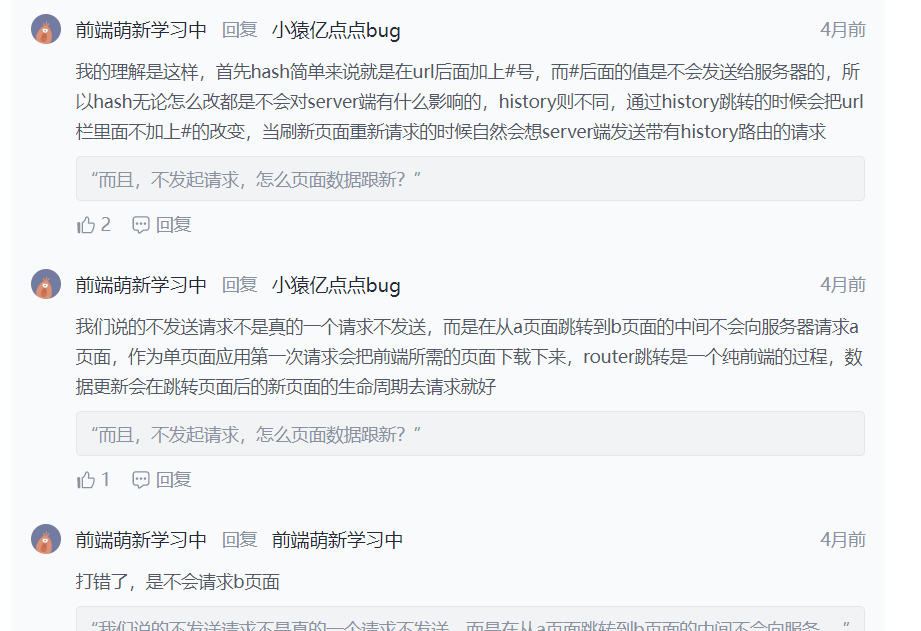 前端萌新学习中 回复 小猿亿点点bug 4月前
我的理解是这样，首先hash简单来说就是在url后面加上#号，而#后面的值是不会发送给服务器的，所
以hash无论怎么改都是不会对server端有什么影响的，history则不同，通过history跳转的时候会把url
栏里面不加上#的改变，当刷新页面重新请求的时候自然会想server端发送带有history路由的请求
“而且，不发起请求，怎么页面数据跟新？”
2 回复
前端萌新学习中 回复 小猿亿点点bug 4月前
我们说的不发送请求不是真的一个请求不发送，而是在从a页面跳转到b页面的中间不会向服务器请求a
页面，作为单页面应用第一次请求会把前端所需的页面下载下来，router跳转是一个纯前端的过程，数
据更新会在跳转页面后的新页面的生命周期去请求就好
“而且，不发起请求，怎么页面数据跟新？”
1 回复
前端萌新学习中 回复 前端萌新学习中 4月前
打错了，是不会请求b页面
“我们说的不发送请求不是真的一个请求不发送，而是在从a页面跳转到b页面的中间不会向服务...”